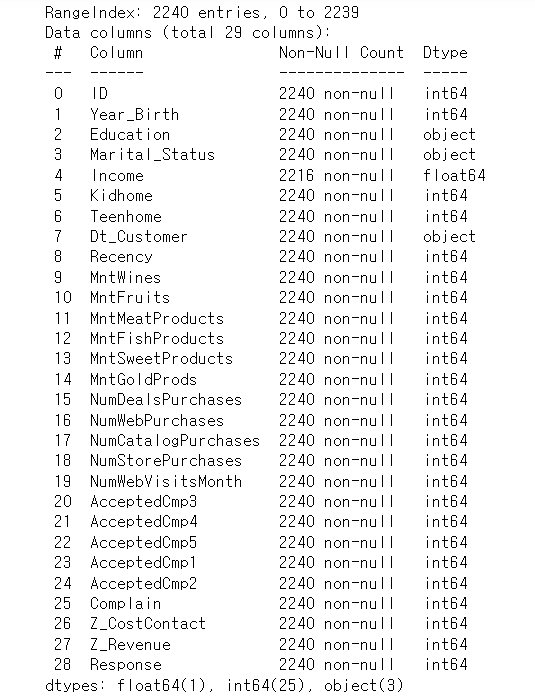 RangeIndex: 2240 entries, 0 to 2239
Data columns (total 29 columns):
 #   Column               Non-Null Count  Dtype
---  ------               --------------  -----
 0   ID                   2240 non-null   int64
 1   Year_Birth           2240 non-null   int64
 2   Education            2240 non-null   object
 3   Marital_Status       2240 non-null   object
 4   Income               2216 non-null   float64
 5   Kidhome              2240 non-null   int64
 6   Teenhome             2240 non-null   int64
 7   Dt_Customer          2240 non-null   object
 8   Recency              2240 non-null   int64
 9   MntWines             2240 non-null   int64
 10  MntFruits            2240 non-null   int64
 11  MntMeatProducts      2240 non-null   int64
 12  MntFishProducts      2240 non-null   int64
 13  MntSweetProducts     2240 non-null   int64
 14  MntGoldProds         2240 non-null   int64
 15  NumDealsPurchases    2240 non-null   int64
 16  NumWebPurchases      2240 non-null   int64
 17  NumCatalogPurchases  2240 non-null   int64
 18  NumStorePurchases    2240 non-null   int64
 19  NumWebVisitsMonth    2240 non-null   int64
 20  AcceptedCmp3         2240 non-null   int64
 21  AcceptedCmp4         2240 non-null   int64
 22  AcceptedCmp5         2240 non-null   int64
 23  AcceptedCmp1         2240 non-null   int64
 24  AcceptedCmp2         2240 non-null   int64
 25  Complain             2240 non-null   int64
 26  Z_CostContact        2240 non-null   int64
 27  Z_Revenue            2240 non-null   int64
 28  Response             2240 non-null   int64
dtypes: float64(1), int64(25), object(3)